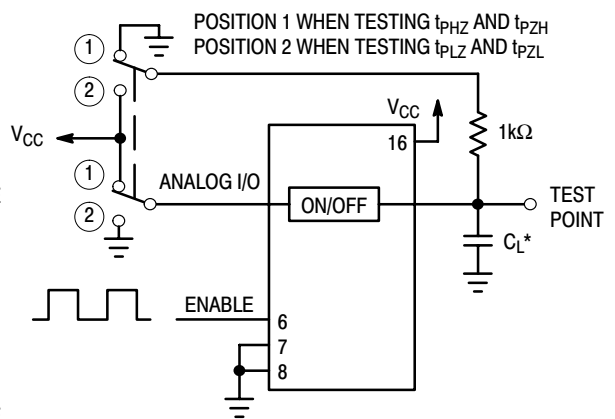 POSITION 1 WHEN TESTING tPHZ AND tPZH
POSITION 2 WHEN TESTING tPLZ AND tPZL
1
2
VCC
VCC
16
1kΩ
1
2
ANALOG I/O
ON/OFF
TEST
POINT
CL*
ENABLE
6
7
8